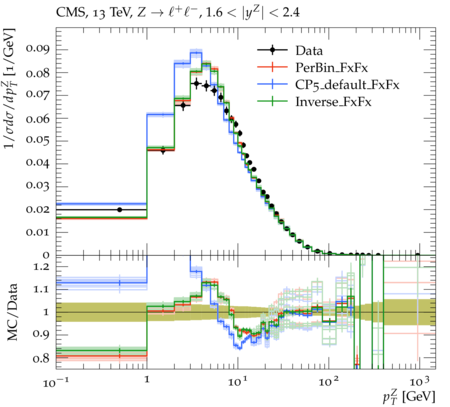 CMS, 13 TeV, Z → ℓ⁺ℓ⁻, 1.6 < |y^Z| < 2.4
1/σdσ/dp_T^Z [1/GeV]
0.09
0.08
0.07
0.06
0.05
0.04
0.03
0.02
0.01
0
Data
PerBin_FxFx
CP5_default_FxFx
Inverse_FxFx
MC/Data
1.2
1.1
1
0.9
0.8
10⁻¹ 1 10¹ 10² 10³
p_T^Z [GeV]